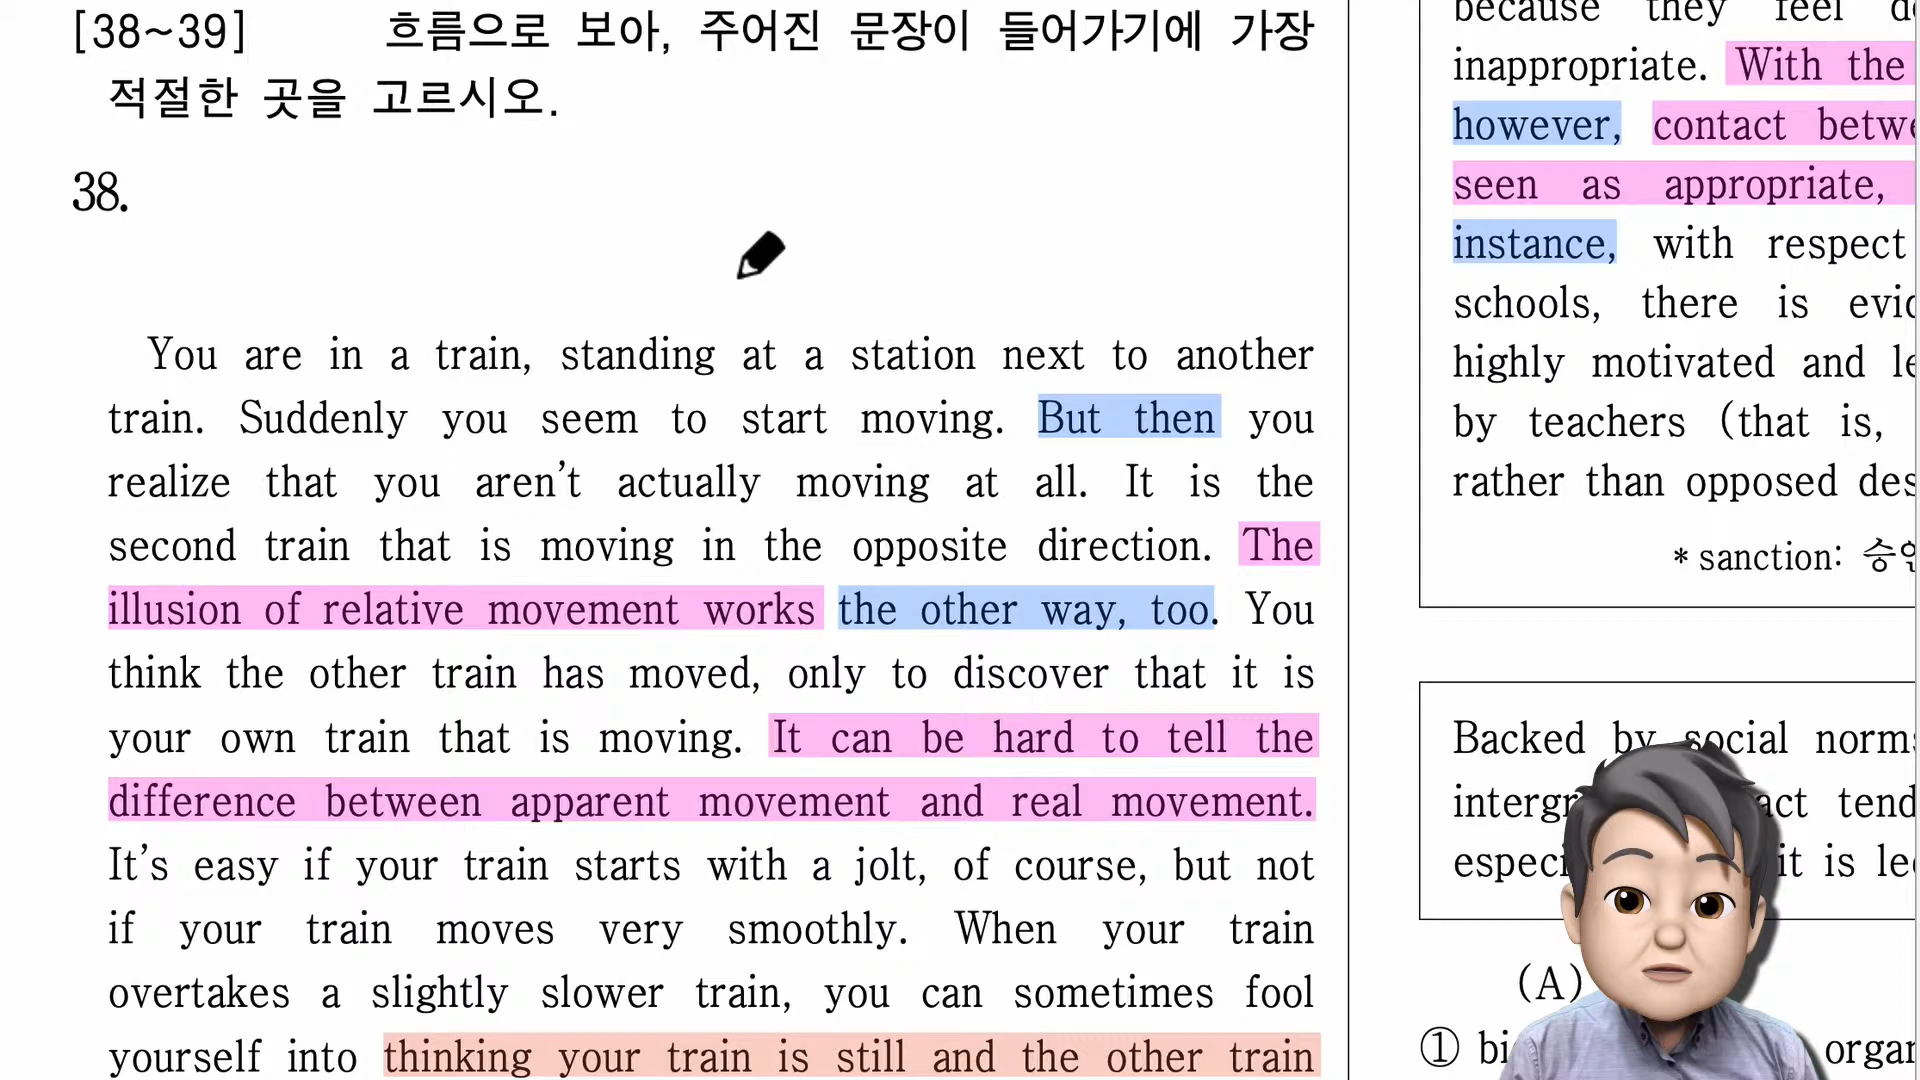 [38~39] 흐름으로 보아, 주어진 문장이 들어가기에 가장
적절한 곳을 고르시오.
38.
You are in a train, standing at a station next to another
train. Suddenly you seem to start moving. But then you
realize that you aren't actually moving at all. It is the
second train that is moving in the opposite direction. The
illusion of relative movement works the other way, too. You
think the other train has moved, only to discover that it is
your own train that is moving. It can be hard to tell the
difference between apparent movement and real movement.
It's easy if your train starts with a jolt, of course, but not
if your train moves very smoothly. When your train
overtakes a slightly slower train, you can sometimes fool
yourself into thinking your train is still and the other train
because they feel
inappropriate. With the
however, contact
seen as appropriate,
instance, with respect
schools, there is
highly motivated and
by teachers (that is,
rather than opposed
* sanction:
Backed by social
it is
(A)
①